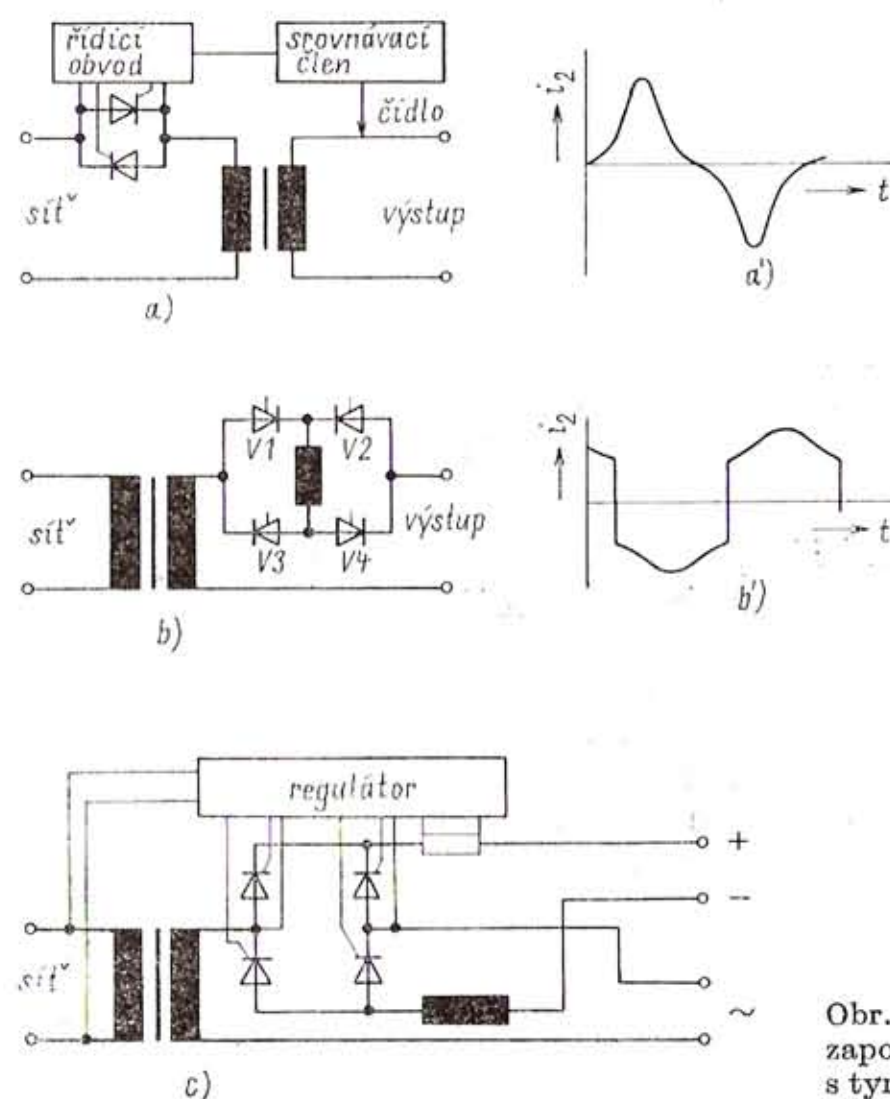 řídicí
obvod
srovnávací
člen
čidlo
síť
výstup
a)
i2
t
a')
V1
V2
V3
V4
síť
výstup
b)
i2
t
b')
regulátor
+
−
síť
~
c)
Obr.
zapo
s tyr